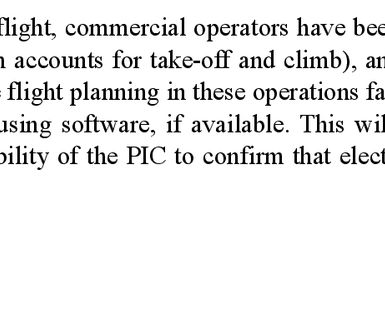 flight, commercial operators have bee
accounts for take-off and climb), an
flight planning in these operations fa
using software, if available. This wil
bility of the PIC to confirm that elect